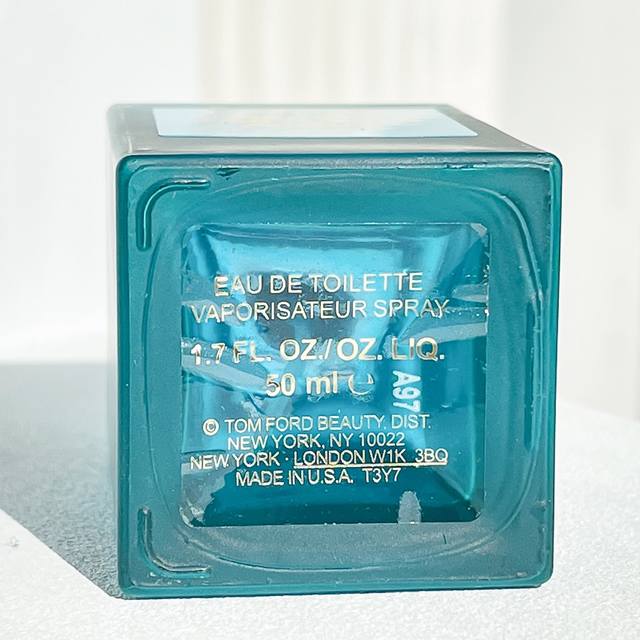 EAU DE TOILETTE
VAPORISATEUR SPRAY
1.7 FL. OZ./OZ. LIQ.
50 ml ℮
A97
© TOM FORD BEAUTY. DIST.
NEW YORK, NY 10022
NEW YORK · LONDON W1K 3BQ
MADE IN U.S.A. T3Y7